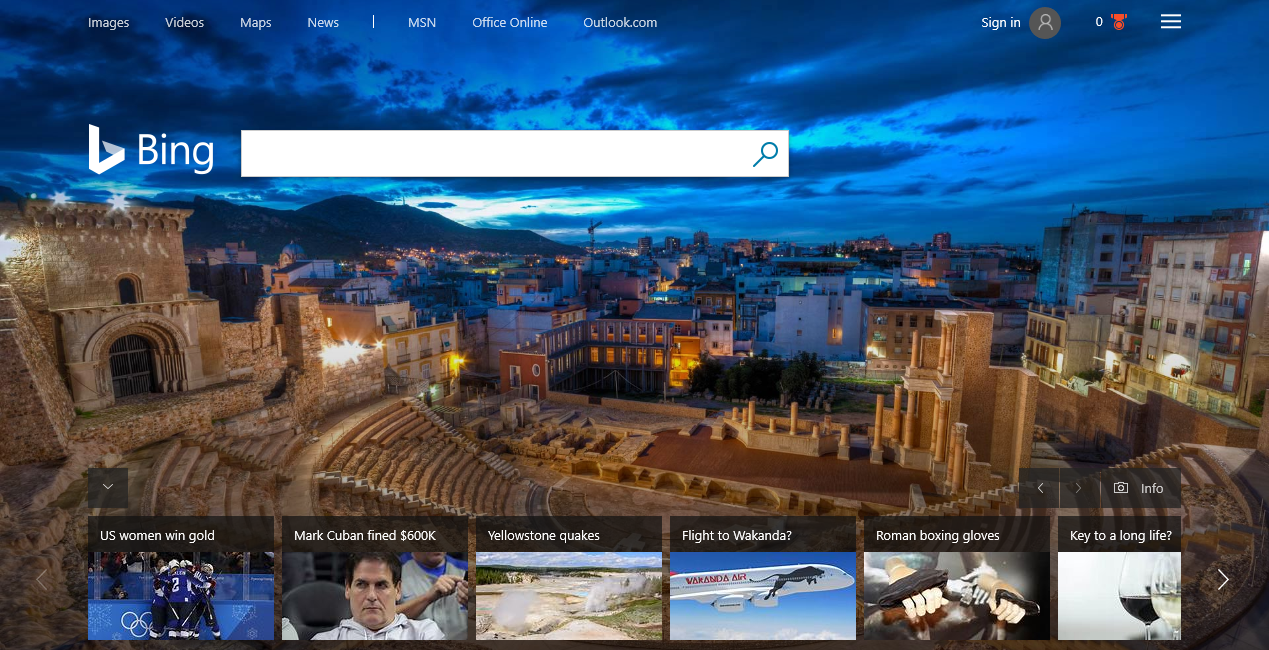 Images Videos Maps News MSN Office Online Outlook.com Sign in 0
Bing
Info
US women win gold Mark Cuban fined $600K Yellowstone quakes Flight to Wakanda? Roman boxing gloves Key to a long life?
2
WAKANDA AIR